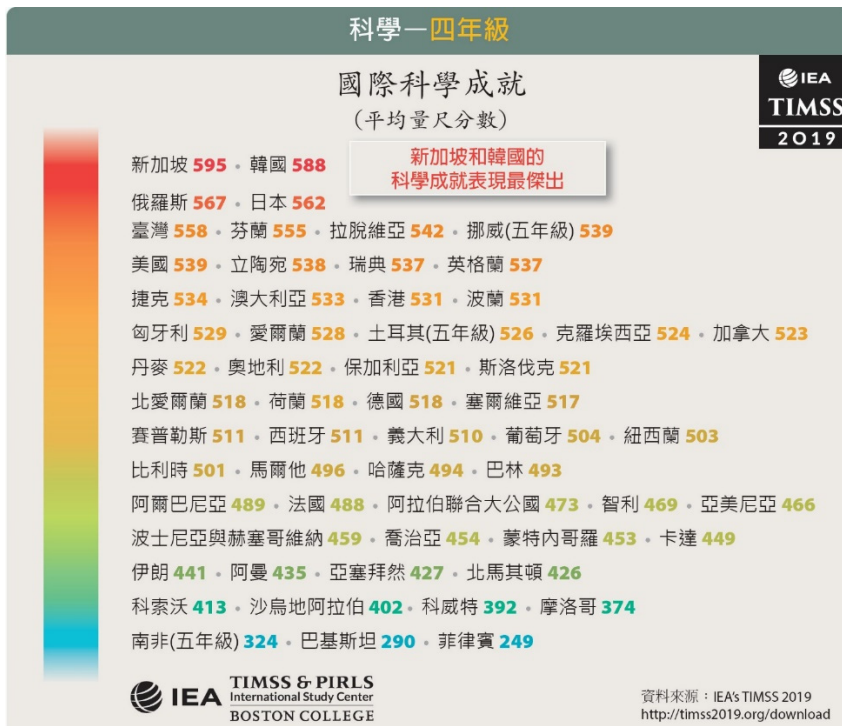 科學—四年級
國際科學成就
(平均量尺分數)
IEA
TIMSS
2019
新加坡和韓國的
科學成就表現最傑出
新加坡 595 • 韓國 588
俄羅斯 567 • 日本 562
臺灣 558 • 芬蘭 555 • 拉脫維亞 542 • 挪威(五年級) 539
美國 539 • 立陶宛 538 • 瑞典 537 • 英格蘭 537
捷克 534 • 澳大利亞 533 • 香港 531 • 波蘭 531
匈牙利 529 • 愛爾蘭 528 • 土耳其(五年級) 526 • 克羅埃西亞 524 • 加拿大 523
丹麥 522 • 奧地利 522 • 保加利亞 521 • 斯洛伐克 521
北愛爾蘭 518 • 荷蘭 518 • 德國 518 • 塞爾維亞 517
賽普勒斯 511 • 西班牙 511 • 義大利 510 • 葡萄牙 504 • 紐西蘭 503
比利時 501 • 馬爾他 496 • 哈薩克 494 • 巴林 493
阿爾巴尼亞 489 • 法國 488 • 阿拉伯聯合大公國 473 • 智利 469 • 亞美尼亞 466
波士尼亞與赫塞哥維納 459 • 喬治亞 454 • 蒙特內哥羅 453 • 卡達 449
伊朗 441 • 阿曼 435 • 亞塞拜然 427 • 北馬其頓 426
科索沃 413 • 沙烏地阿拉伯 402 • 科威特 392 • 摩洛哥 374
南非(五年級) 324 • 巴基斯坦 290 • 菲律賓 249
IEA
TIMSS & PIRLS
International Study Center
BOSTON COLLEGE
資料來源：IEA's TIMSS 2019
http://timss2019.org/download